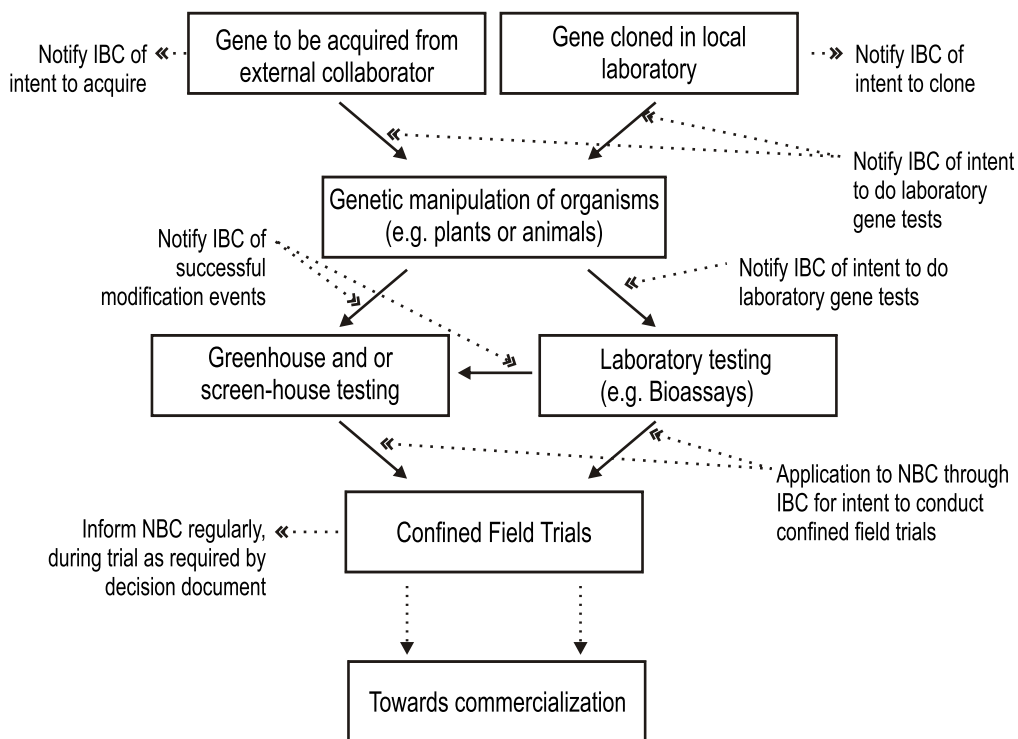 Gene to be acquired from
external collaborator
Gene cloned in local
laboratory
Notify IBC of
intent to acquire
Notify IBC of
intent to clone
Notify IBC of intent
to do laboratory
gene tests
Genetic manipulation of organisms
(e.g. plants or animals)
Notify IBC of
successful
modification events
Notify IBC of intent to do
laboratory gene tests
Greenhouse and or
screen-house testing
Laboratory testing
(e.g. Bioassays)
Application to NBC through
IBC for intent to conduct
confined field trials
Inform NBC regularly,
during trial as required by
decision document
Confined Field Trials
Towards commercialization